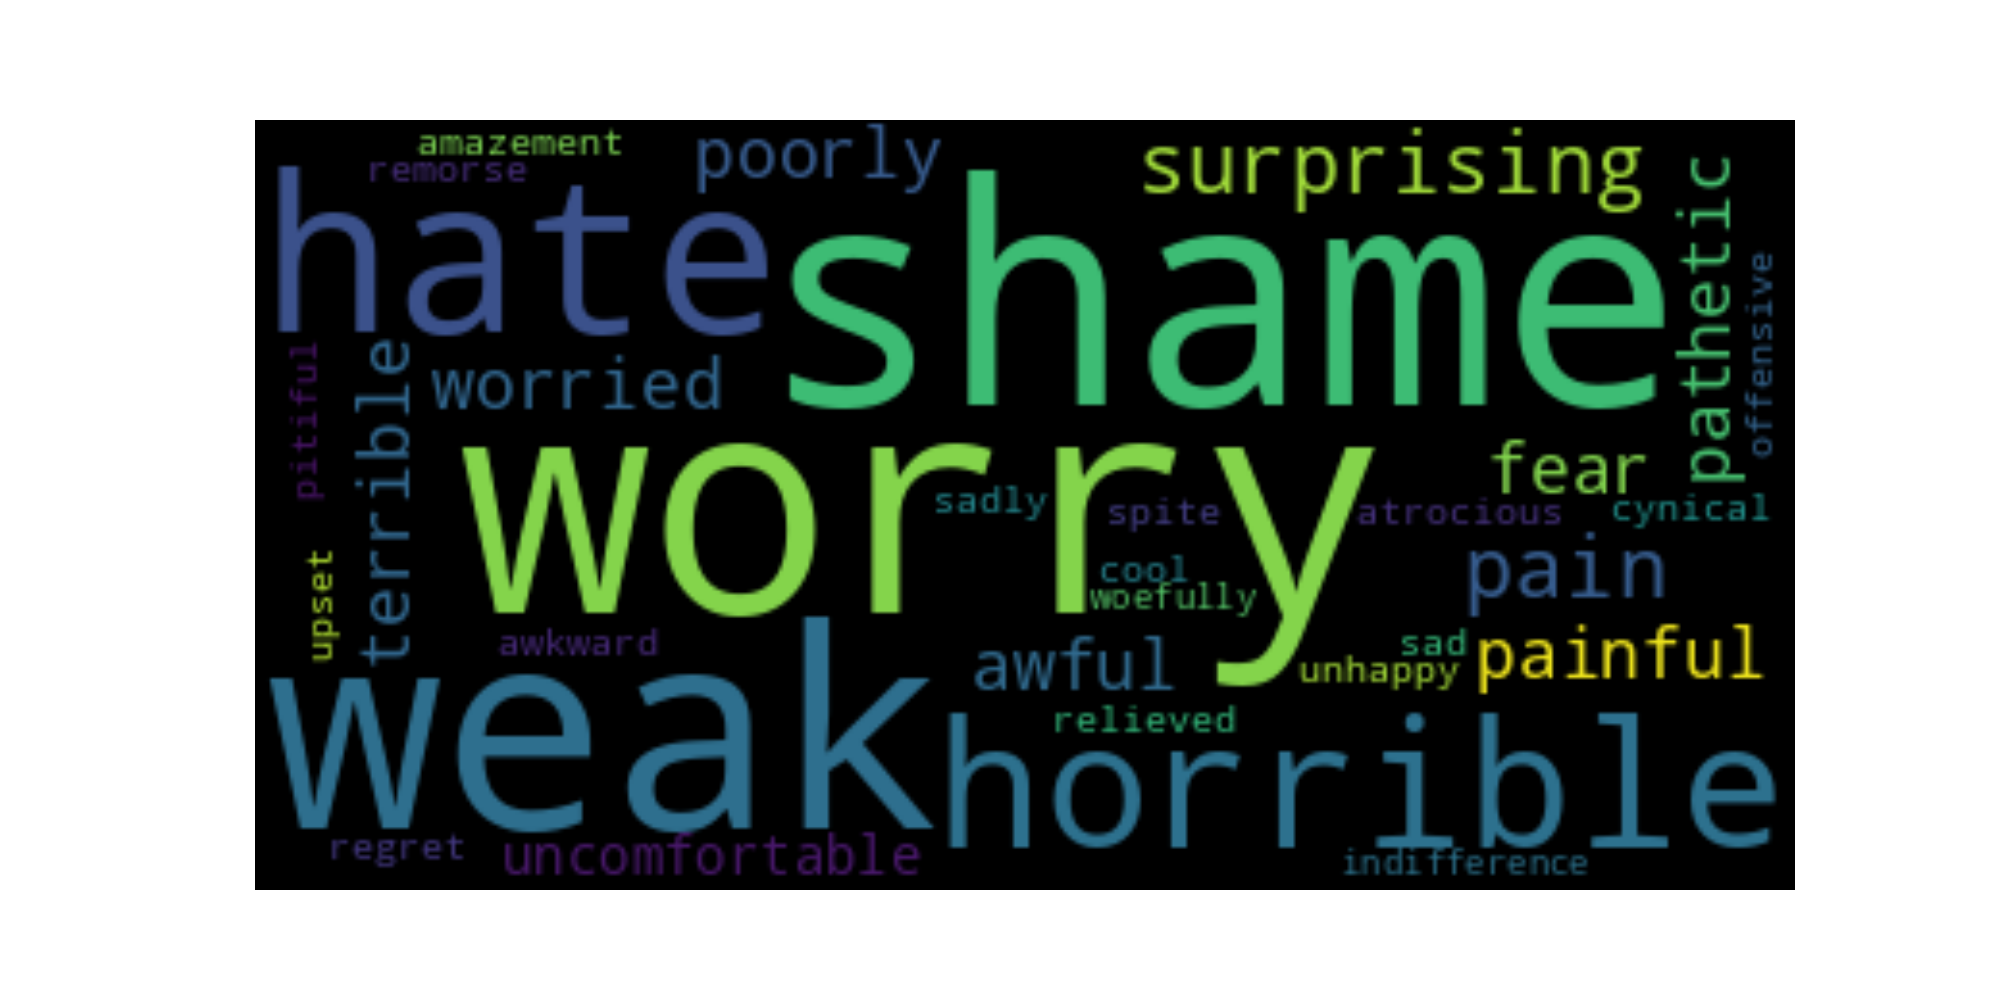 amazement
remorse
poorly
surprising
hate
shame
pathetic
offensive
pitiful
terrible
worried
worry
fear
sadly
spite
atrocious
cynical
upset
cool
woefully
pain
awkward
awful
sad
unhappy
painful
weak
relieved
horrible
regret
uncomfortable
indifference